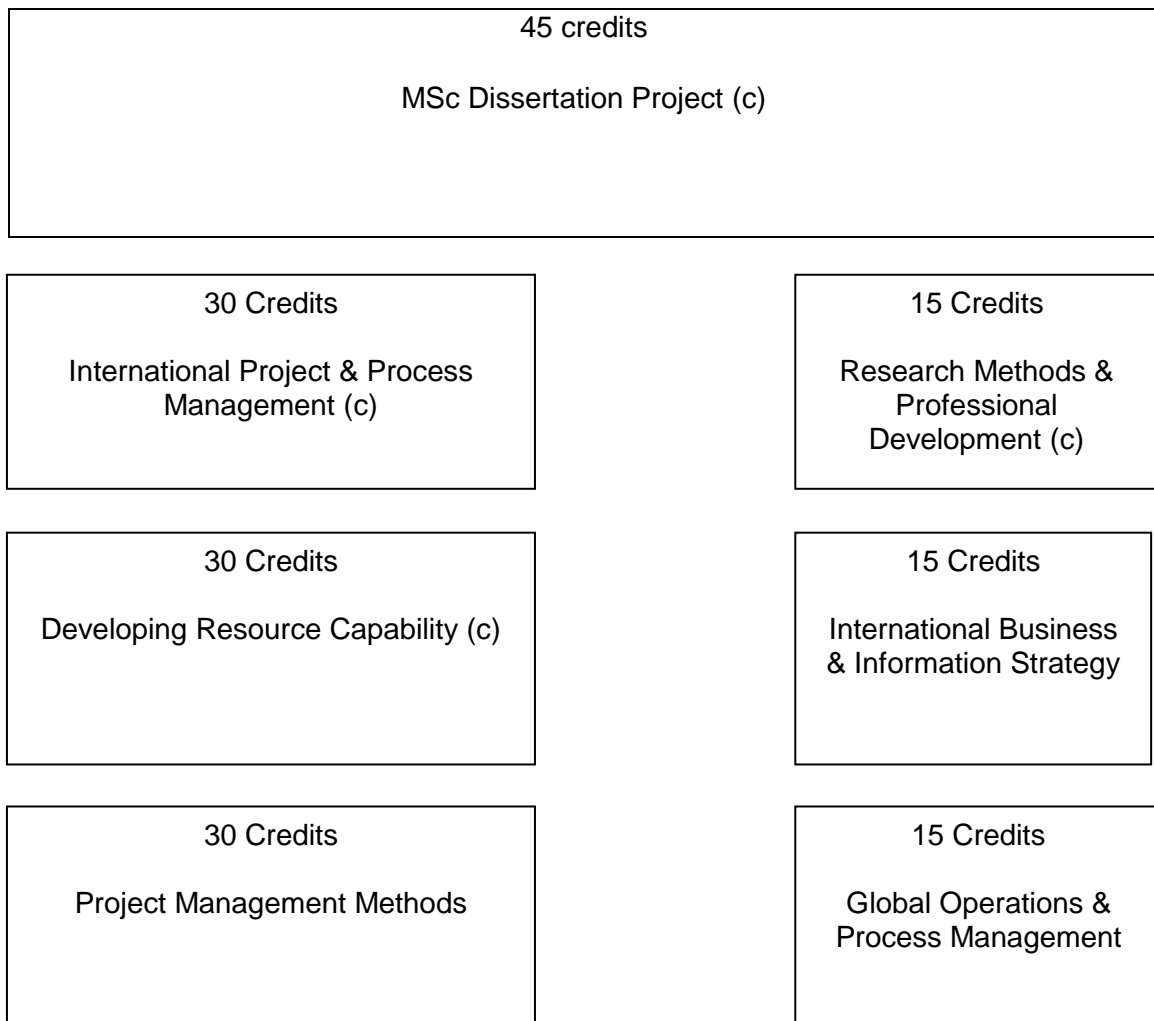 45 credits
MSc Dissertation Project (c)
30 Credits
International Project & Process
Management (c)
15 Credits
Research Methods &
Professional
Development (c)
30 Credits
Developing Resource Capability (c)
15 Credits
International Business
& Information Strategy
30 Credits
Project Management Methods
15 Credits
Global Operations &
Process Management